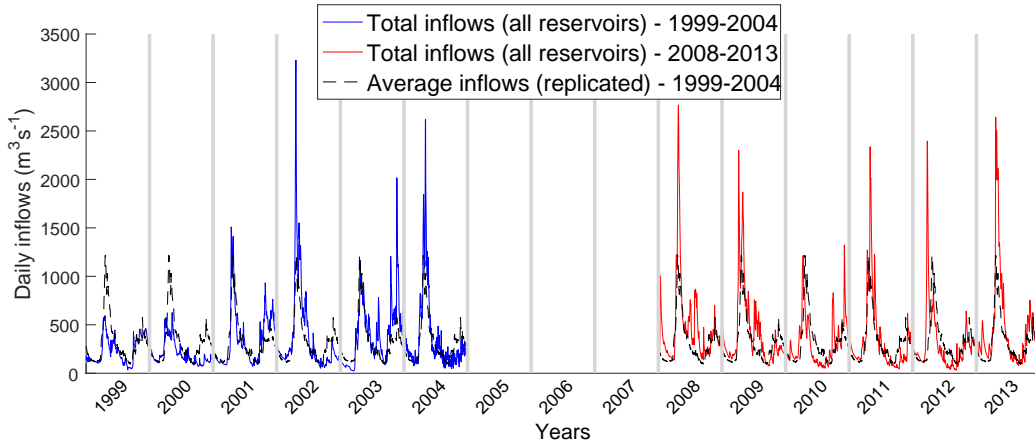 Total inflows (all reservoirs) - 1999-2004
Total inflows (all reservoirs) - 2008-2013
Average inflows (replicated) - 1999-2004
Daily inflows (m³s⁻¹)
3500
3000
2500
2000
1500
1000
500
0
1999 2000 2001 2002 2003 2004 2005 2006 2007 2008 2009 2010 2011 2012 2013
Years